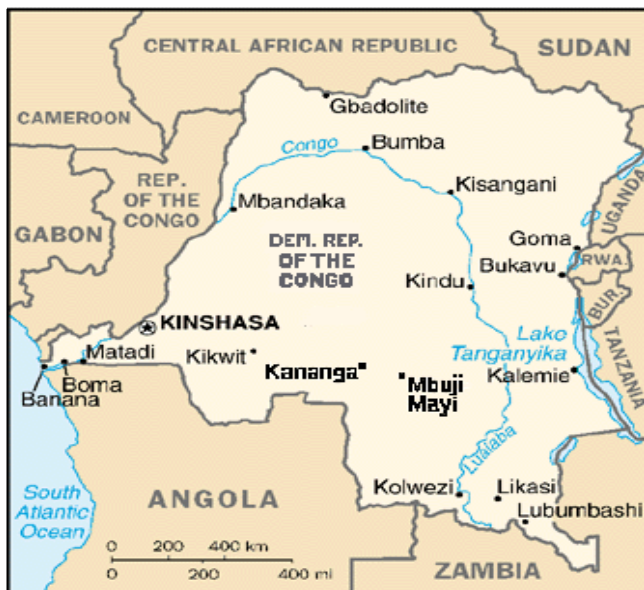 CENTRAL AFRICAN REPUBLIC
SUDAN
CAMEROON
Gbadolite
Congo
Bumba
REP.
OF THE
CONGO
Kisangani
UGANDA
Mbandaka
GABON
DEM. REP.
OF THE
CONGO
Goma
RWA.
Bukavu
Kindu
BUR.
KINSHASA
Lake
Tanganyika
TANZANIA
Matadi
Kikwit
Kananga
Boma
Banana
Mbuji
Mayi
Kalemie
Lualaba
South
Atlantic
Ocean
ANGOLA
Kolwezi
Likasi
Lubumbashi
0 200 400 km
0 200 400 mi
ZAMBIA